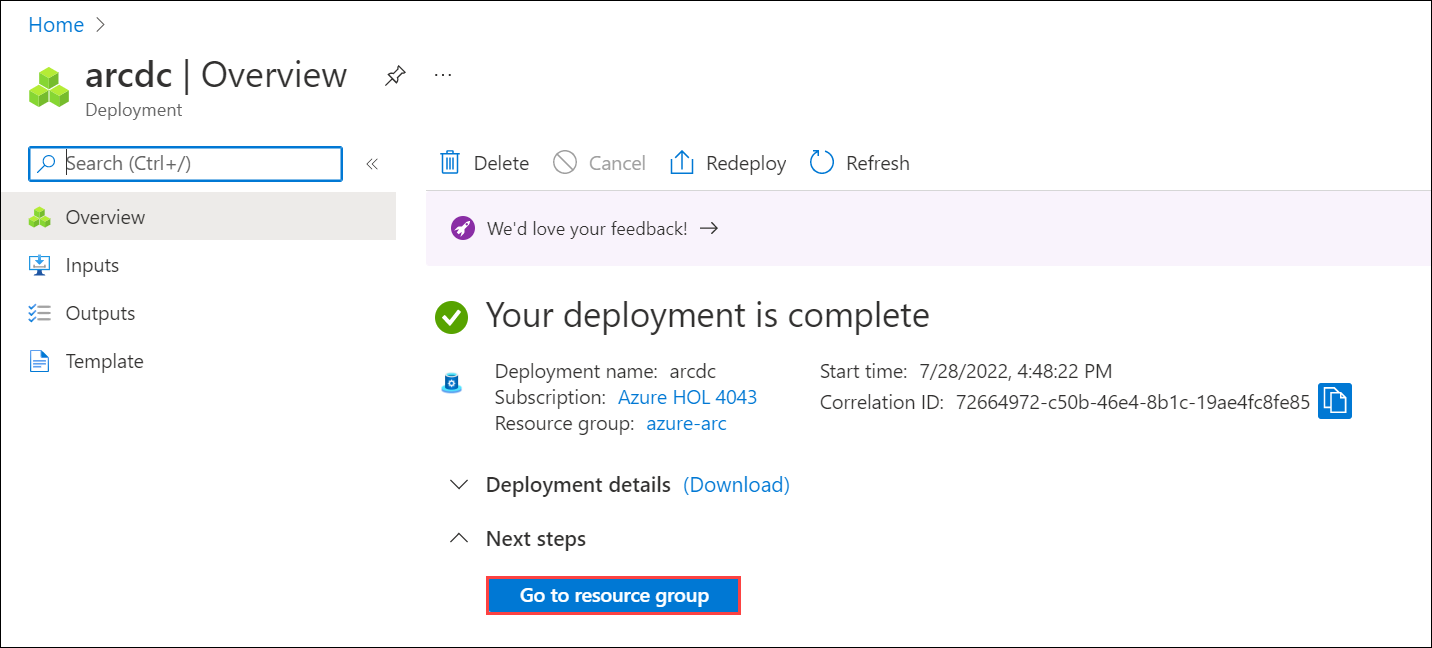 Home
arcdc | Overview
...
Deployment
Search (Ctrl+/)
«
Delete
Cancel
Redeploy
Refresh
Overview
Inputs
Outputs
Template
We'd love your feedback! →
Your deployment is complete
Deployment name: arcdc
Subscription: Azure HOL 4043
Resource group: azure-arc
Start time: 7/28/2022, 4:48:22 PM
Correlation ID: 72664972-c50b-46e4-8b1c-19ae4fc8fe85
Deployment details (Download)
Next steps
Go to resource group